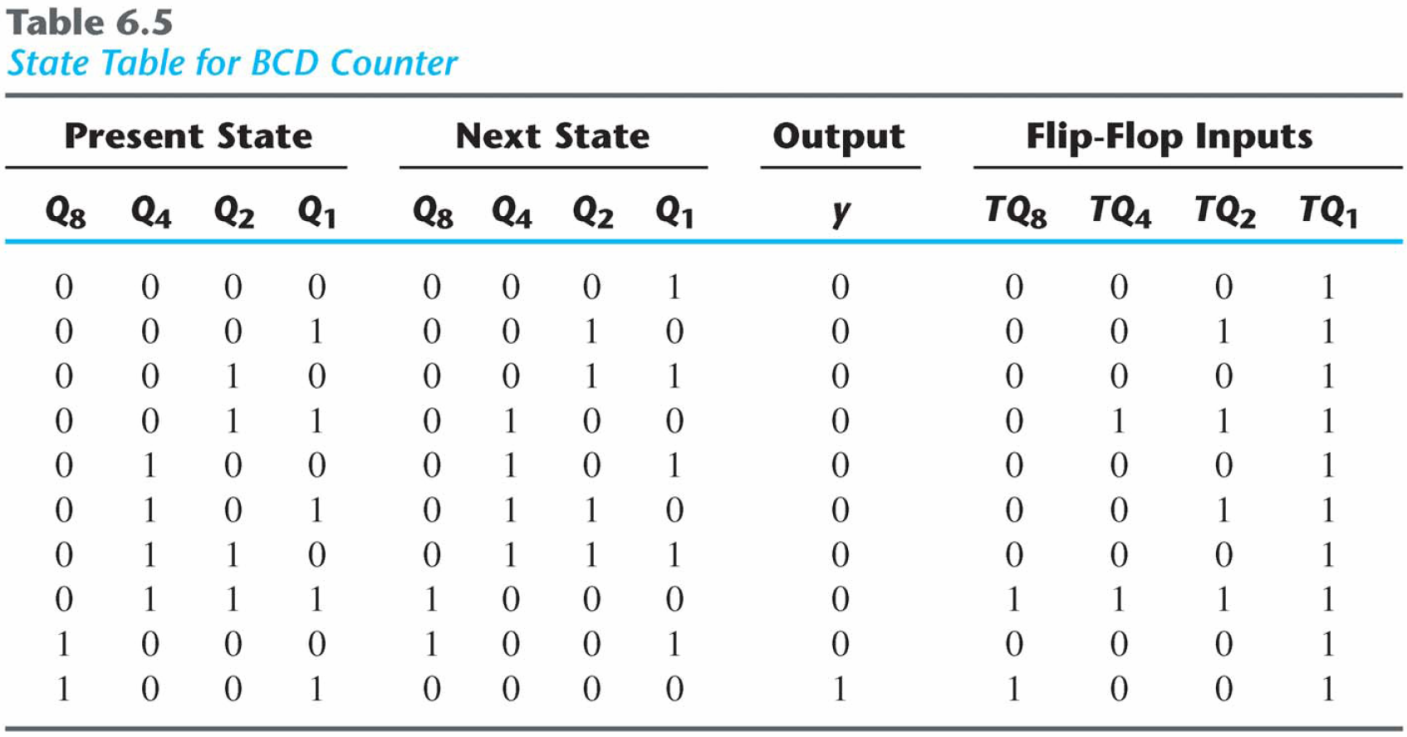 Table 6.5
State Table for BCD Counter
Present State Next State Output Flip-Flop Inputs
Q8 Q4 Q2 Q1 Q8 Q4 Q2 Q1 y TQ8 TQ4 TQ2 TQ1
0 0 0 0 0 0 0 1 0 0 0 0 1
0 0 0 1 0 0 1 0 0 0 0 1 1
0 0 1 0 0 0 1 1 0 0 0 0 1
0 0 1 1 0 1 0 0 0 0 1 1 1
0 1 0 0 0 1 0 1 0 0 0 0 1
0 1 0 1 0 1 1 0 0 0 0 1 1
0 1 1 0 0 1 1 1 0 0 0 0 1
0 1 1 1 1 0 0 0 0 1 1 1 1
1 0 0 0 1 0 0 1 0 0 0 0 1
1 0 0 1 0 0 0 0 1 1 0 0 1